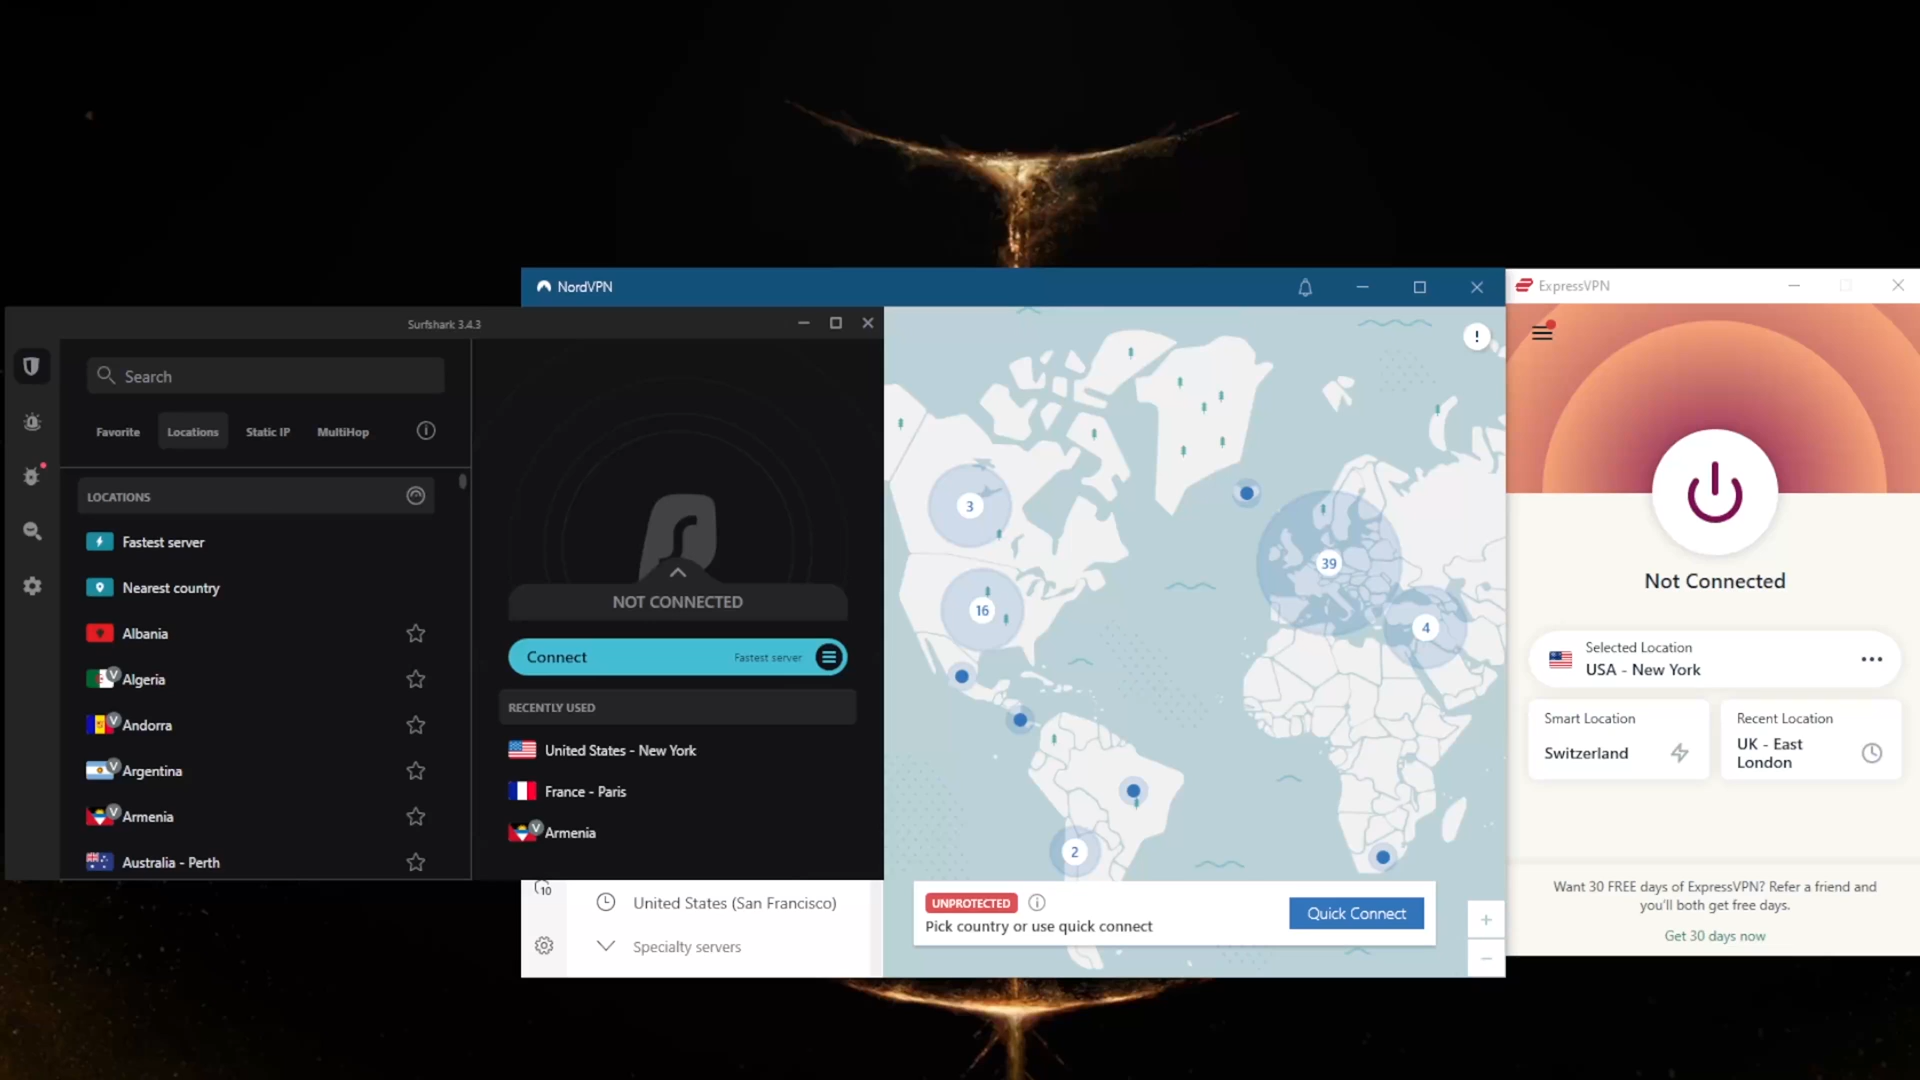 NordVPN
ExpressVPN
Surfshark 3.4.3
Search
Favorite
Locations
Static IP
MultiHop
LOCATIONS
Fastest server
Nearest country
Albania
V
Algeria
V
Andorra
V
Argentina
V
Armenia
Australia - Perth
NOT CONNECTED
Connect
Fastest server
RECENTLY USED
United States - New York
France - Paris
V
Armenia
10
United States (San Francisco)
Specialty servers
!
3
16
39
4
2
UNPROTECTED
Pick country or use quick connect
Quick Connect
+
−
Not Connected
Selected Location
USA - New York
Smart Location
Switzerland
Recent Location
UK - East
London
Want 30 FREE days of ExpressVPN? Refer a friend and
you'll both get free days.
Get 30 days now